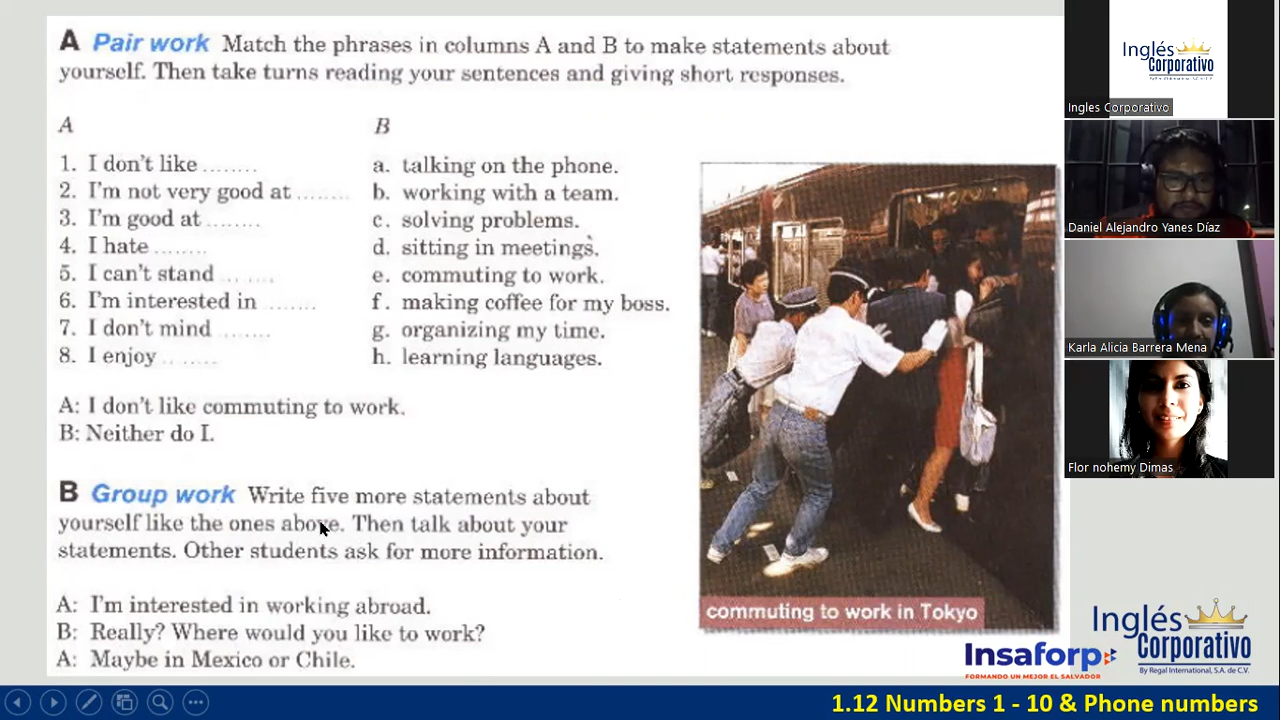 A Pair work Match the phrases in columns A and B to make statements about
yourself. Then take turns reading your sentences and giving short responses.
A
B
1. I don't like ........
a. talking on the phone.
2. I'm not very good at ........
b. working with a team.
3. I'm good at ........
c. solving problems.
4. I hate ........
d. sitting in meetings.
5. I can't stand ........
e. commuting to work.
6. I'm interested in ........
f. making coffee for my boss.
7. I don't mind ........
g. organizing my time.
8. I enjoy ........
h. learning languages.
A: I don't like commuting to work.
B: Neither do I.
B Group work Write five more statements about
yourself like the ones above. Then talk about your
statements. Other students ask for more information.
A: I'm interested in working abroad.
B: Really? Where would you like to work?
A: Maybe in Mexico or Chile.
commuting to work in Tokyo
Inglés
Corporativo
Ingles Corporativo
Daniel Alejandro Yanes Díaz
Karla Alicia Barrera Mena
Flor nohemy Dimas
Insaforp
FORMANDO UN MEJOR EL SALVADOR
Inglés
Corporativo
By Regal International, S.A. de C.V.
1.12 Numbers 1 - 10 & Phone numbers